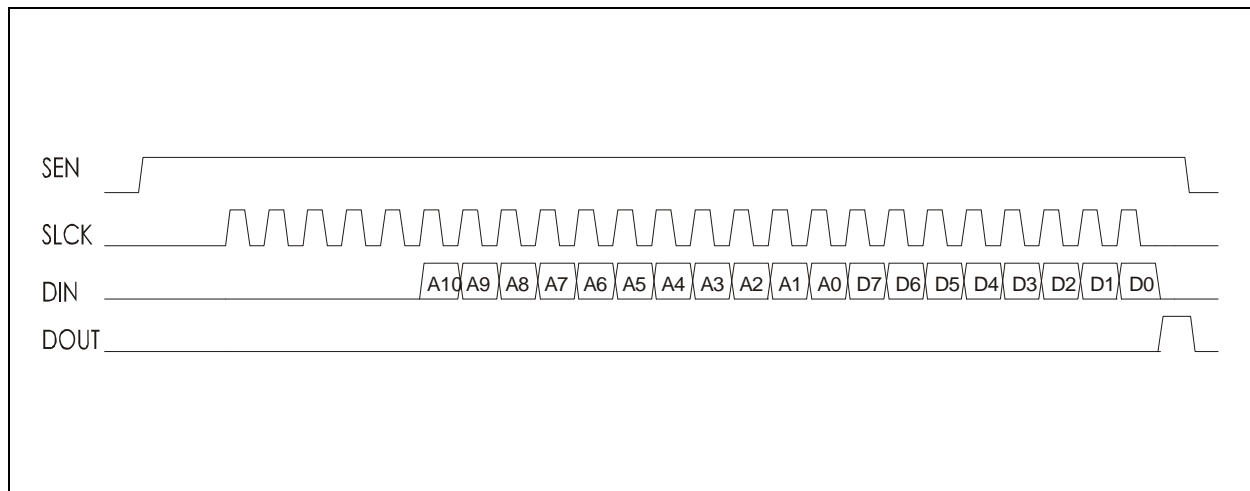 SEN
SLCK
DIN A10 A9 A8 A7 A6 A5 A4 A3 A2 A1 A0 D7 D6 D5 D4 D3 D2 D1 D0
DOUT